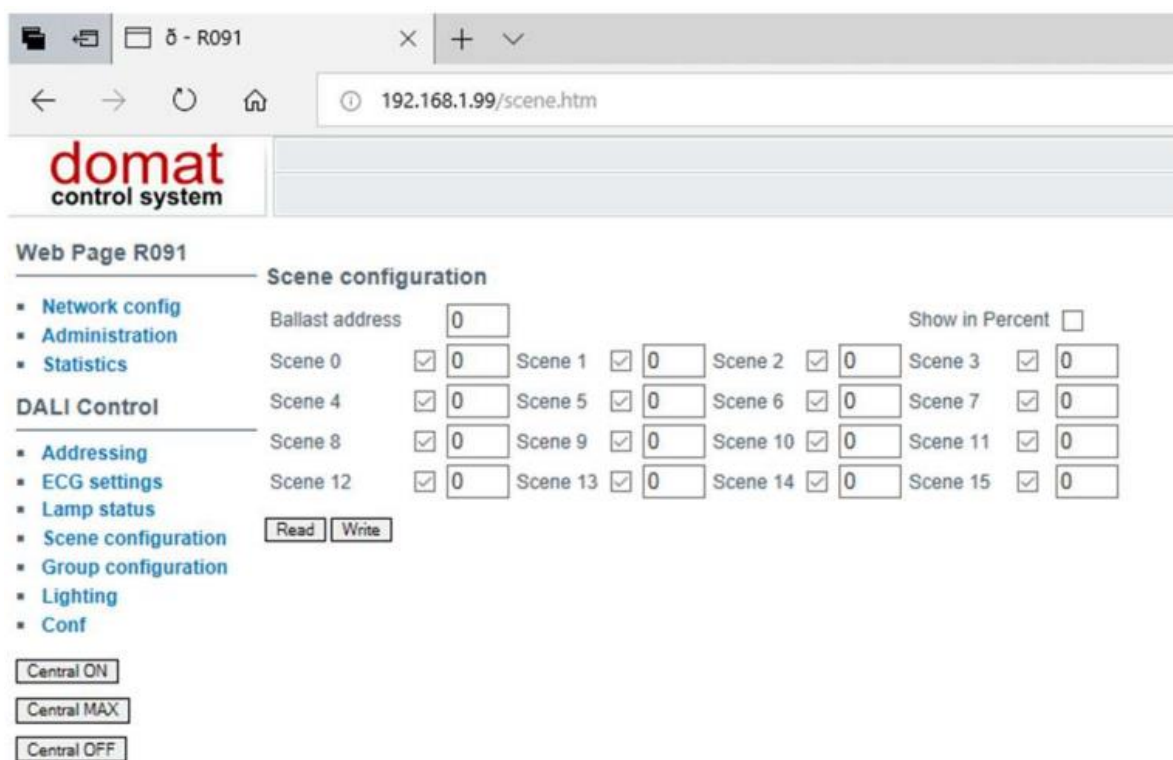 ð - R091
192.168.1.99/scene.htm
domat
control system
Web Page R091
Network config
Administration
Statistics
DALI Control
Addressing
ECG settings
Lamp status
Scene configuration
Group configuration
Lighting
Conf
Central ON
Central MAX
Central OFF
Scene configuration
Ballast address 0 Show in Percent
Scene 0 0 Scene 1 0 Scene 2 0 Scene 3 0
Scene 4 0 Scene 5 0 Scene 6 0 Scene 7 0
Scene 8 0 Scene 9 0 Scene 10 0 Scene 11 0
Scene 12 0 Scene 13 0 Scene 14 0 Scene 15 0
Read Write